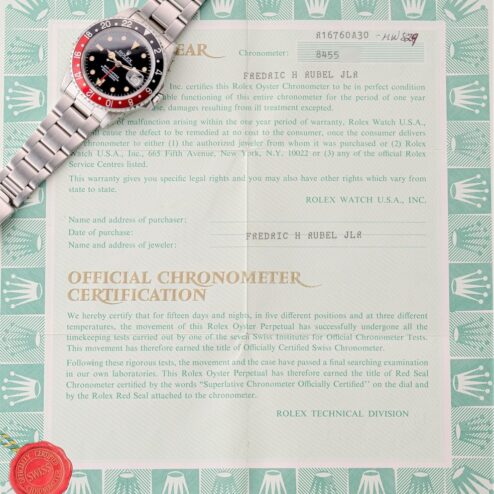 R16760A30
EAR
Chronometer:
8455
FREDRIC H RUBEL JLR
Inc. certifies this Rolex Oyster Chronometer to be in perfect condition
able functioning of this entire chronometer for the period of one year
e damages resulting from ill treatment excepted.
of malfunction arising within the one year period of warranty, Rolex Watch U.S.A.,
ll cause the defect to be remedied at no cost to the consumer, once the consumer delivers
chronometer to either (1) the authorized jeweler from whom it was purchased or (2) Rolex
Watch U.S.A., Inc., 665 Fifth Avenue, New York, N.Y. 10022 or (3) any of the official Rolex
Service Centres listed.
This warranty gives you specific legal rights and you may also have other rights which vary from
state to state.
ROLEX WATCH U.S.A., INC.
Name and address of purchaser:
Date of purchase:
FREDRIC H RUBEL JLR
Name and address of jeweler:
OFFICIAL CHRONOMETER
CERTIFICATION
We hereby certify that for fifteen days and nights, in five different positions and at three different
temperatures, the movement of this Rolex Oyster Perpetual has successfully undergone all the
timekeeping tests carried out by one of the seven Swiss Institutes for Official Chronometer Tests.
This movement has therefore earned the title of Officially Certified Swiss Chronometer.
Following these rigorous tests, the movement and the case have passed a final searching examination
in our own laboratories. This Rolex Oyster Perpetual has therefore earned the title of Red Seal
Chronometer certified by the words "Superlative Chronometer Officially Certified" on the dial and
by the Rolex Red Seal attached to the chronometer.
ROLEX TECHNICAL DIVISION
OFFICIALLY CERTIFIED
SWISS